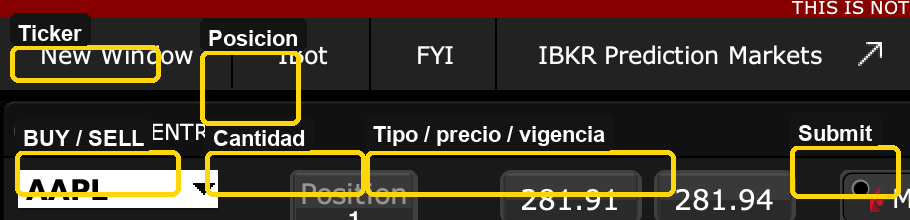 THIS IS NOT
Ticker
Posicion
New Window
IBot
FYI
IBKR Prediction Markets
BUY / SELL
ENTR
Cantidad
Tipo / precio / vigencia
Submit
AAPL
Position
281.91
281.94
M
1